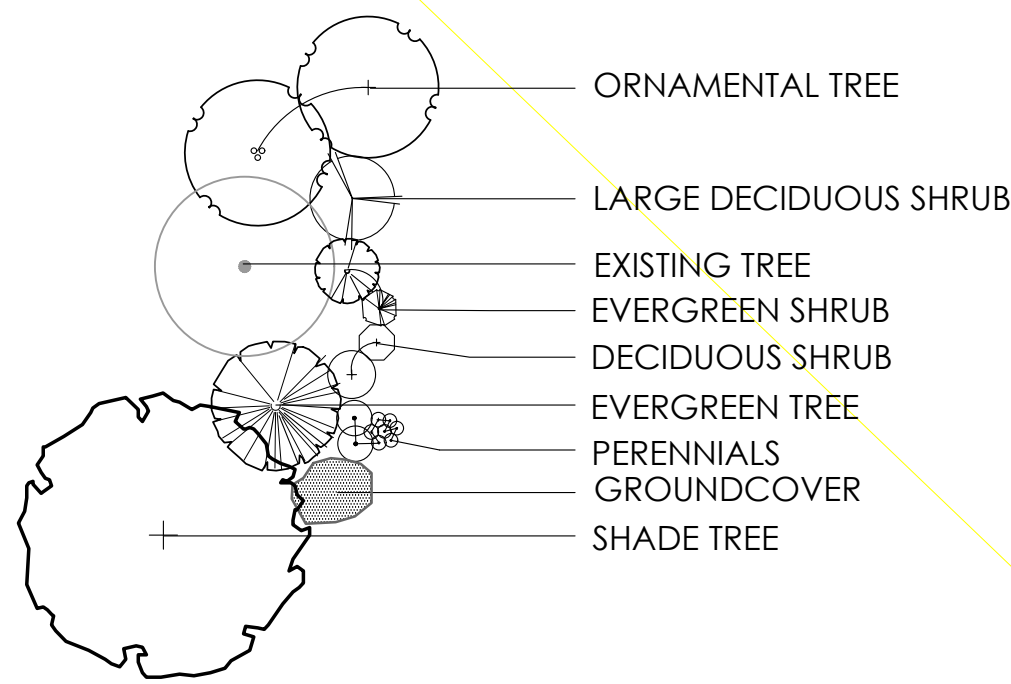 ORNAMENTAL TREE
LARGE DECIDUOUS SHRUB
EXISTING TREE
EVERGREEN SHRUB
DECIDUOUS SHRUB
EVERGREEN TREE
PERENNIALS
GROUNDCOVER
SHADE TREE